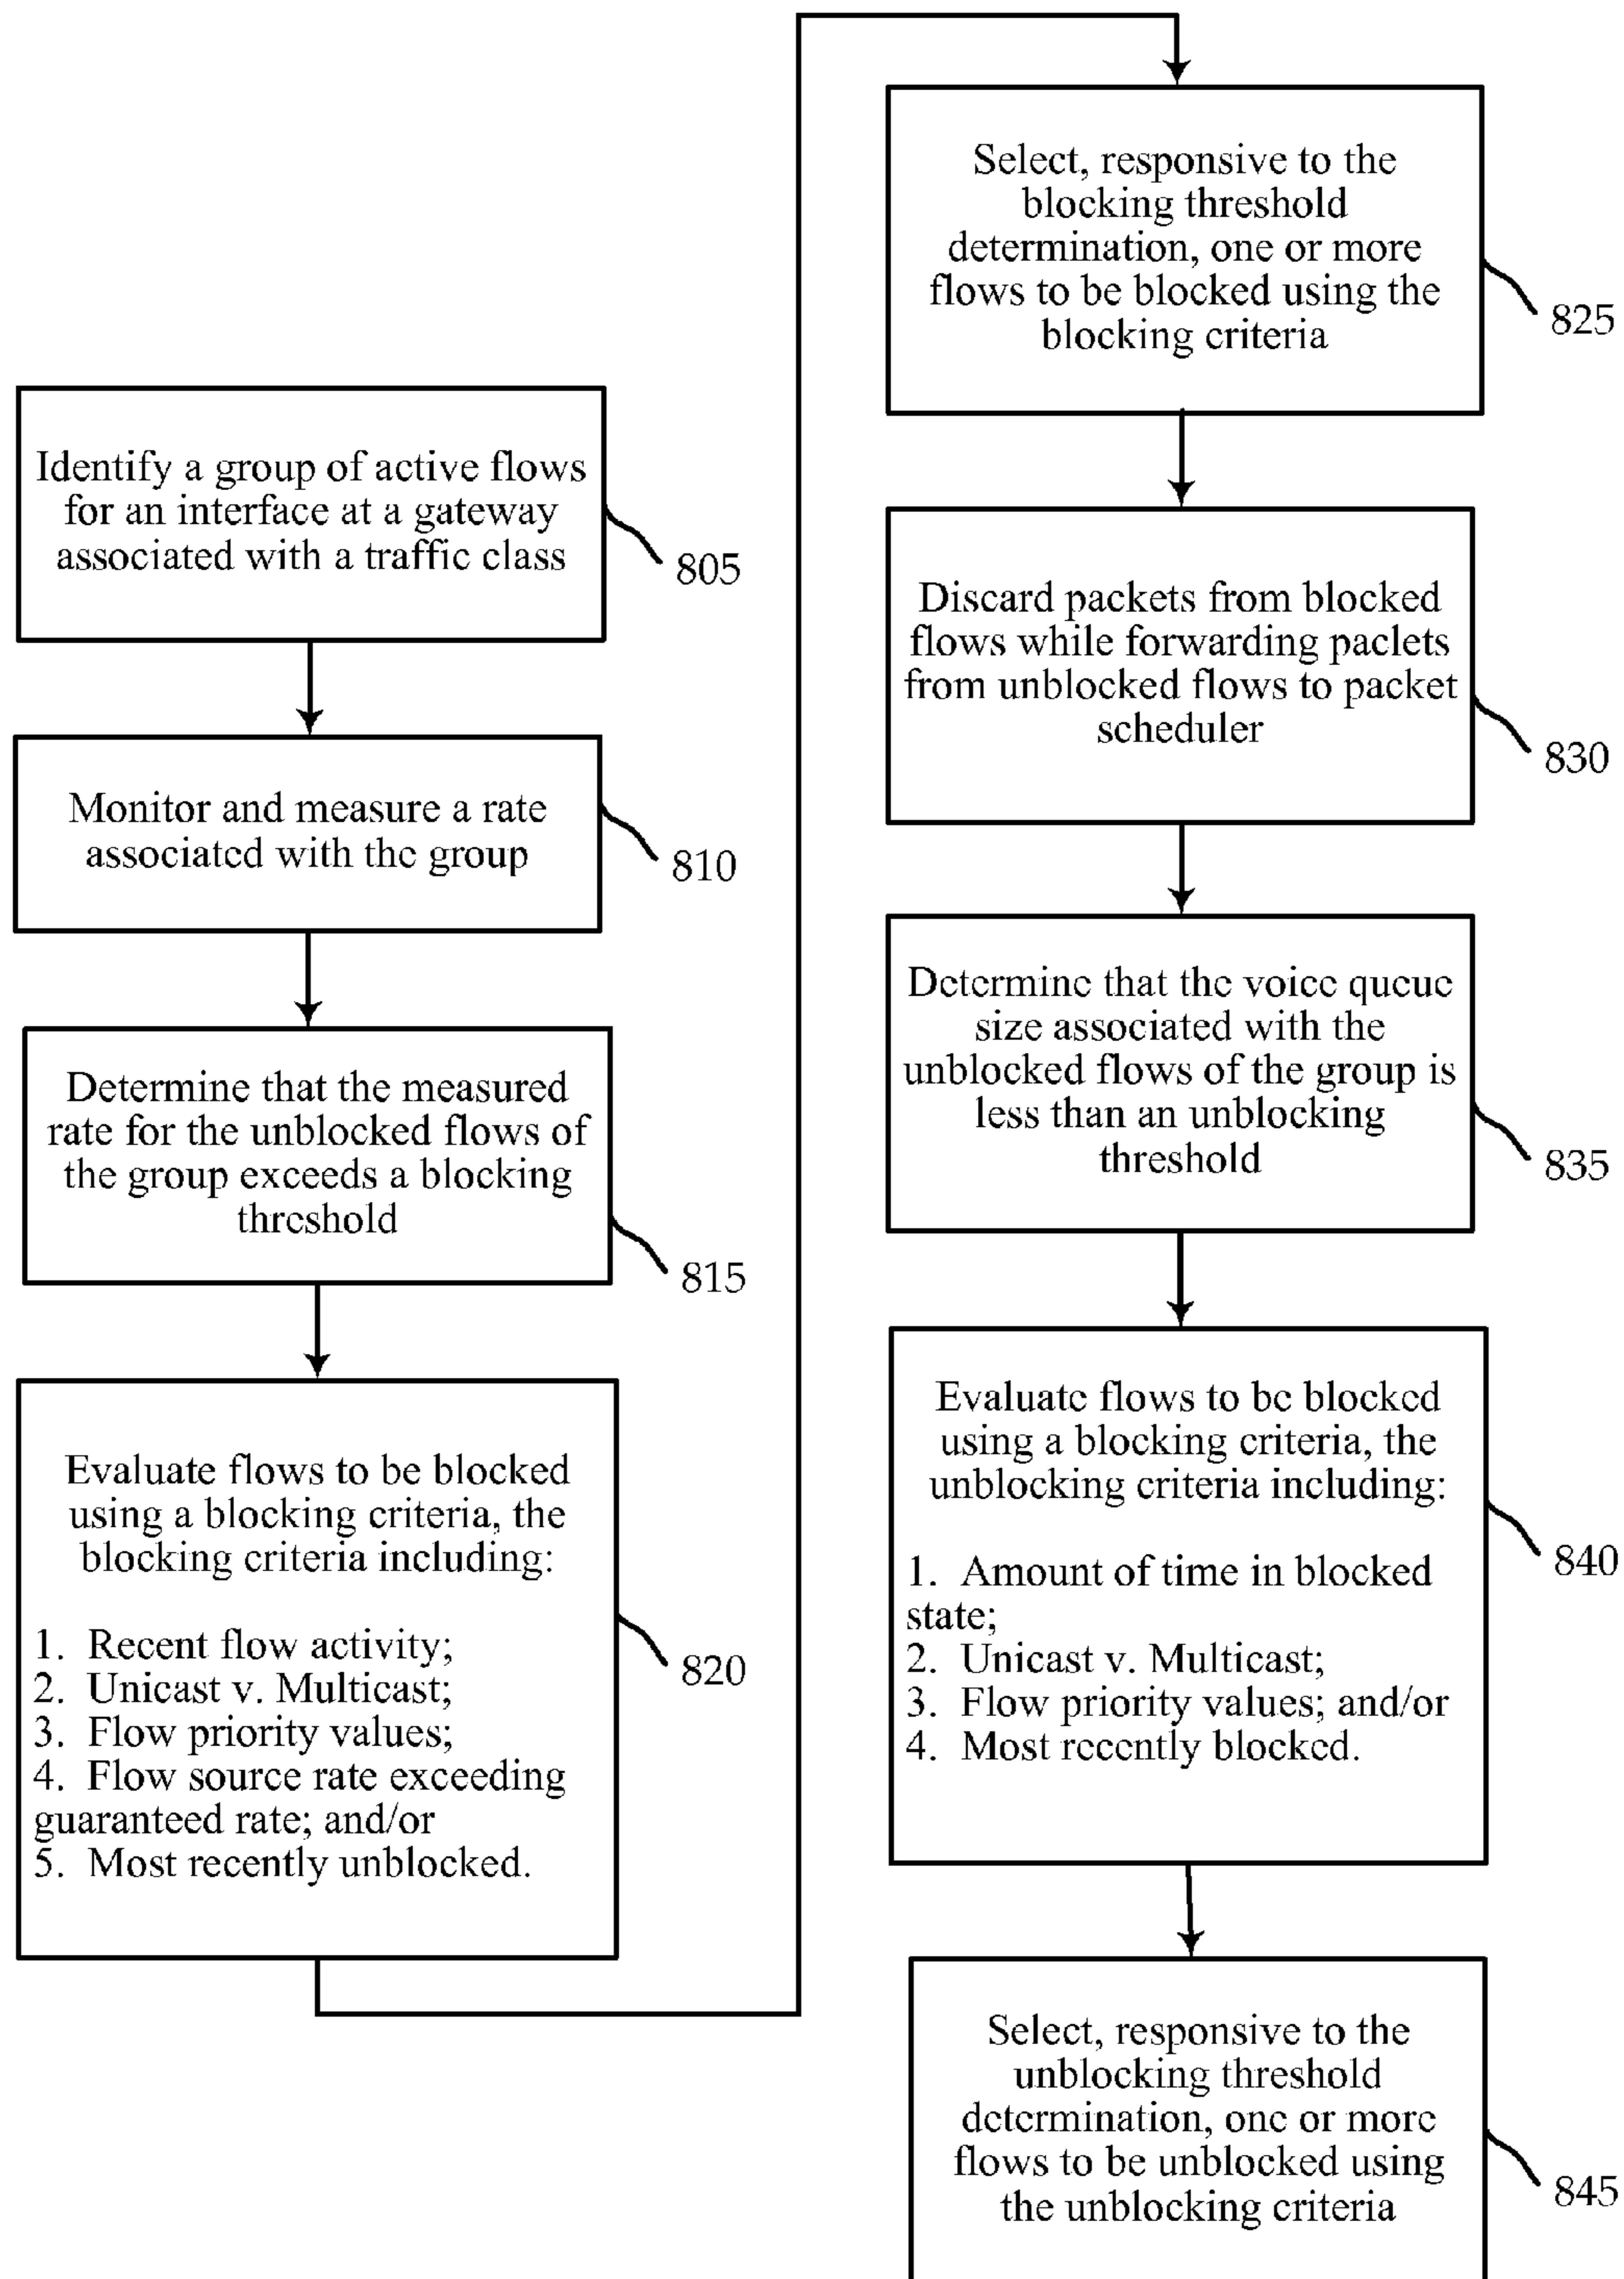 Identify a group of active flows
for an interface at a gateway
associated with a traffic class
805
Monitor and measure a rate
associated with the group
810
Determine that the measured
rate for the unblocked flows of
the group exceeds a blocking
threshold
815
Evaluate flows to be blocked
using a blocking criteria, the
blocking criteria including:
1. Recent flow activity;
2. Unicast v. Multicast;
3. Flow priority values;
4. Flow source rate exceeding
guaranteed rate; and/or
5. Most recently unblocked.
820
Select, responsive to the
blocking threshold
determination, one or more
flows to be blocked using the
blocking criteria
825
Discard packets from blocked
flows while forwarding paclets
from unblocked flows to packet
scheduler
830
Determine that the voice queue
size associated with the
unblocked flows of the group is
less than an unblocking
threshold
835
Evaluate flows to be blocked
using a blocking criteria, the
unblocking criteria including:
1. Amount of time in blocked
state;
2. Unicast v. Multicast;
3. Flow priority values; and/or
4. Most recently blocked.
840
Select, responsive to the
unblocking threshold
determination, one or more
flows to be unblocked using
the unblocking criteria
845